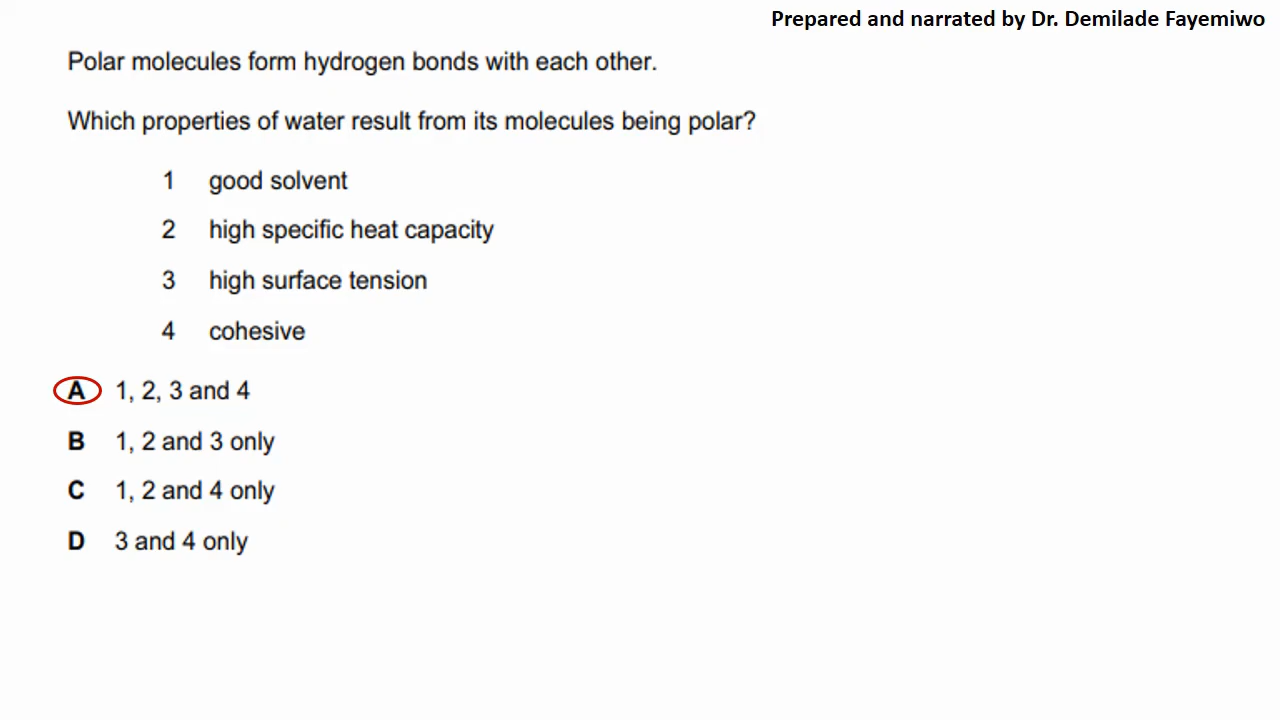 Prepared and narrated by Dr. Demilade Fayemiwo
Polar molecules form hydrogen bonds with each other.
Which properties of water result from its molecules being polar?
1 good solvent
2 high specific heat capacity
3 high surface tension
4 cohesive
A 1, 2, 3 and 4
B 1, 2 and 3 only
C 1, 2 and 4 only
D 3 and 4 only